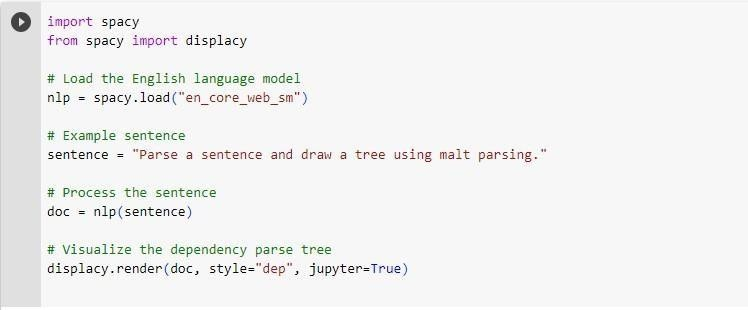 import spacy
from spacy import displacy
# Load the English language model
nlp = spacy.load("en_core_web_sm")
# Example sentence
sentence = "Parse a sentence and draw a tree using malt parsing."
# Process the sentence
doc = nlp(sentence)
# Visualize the dependency parse tree
displacy.render(doc, style="dep", jupyter=True)